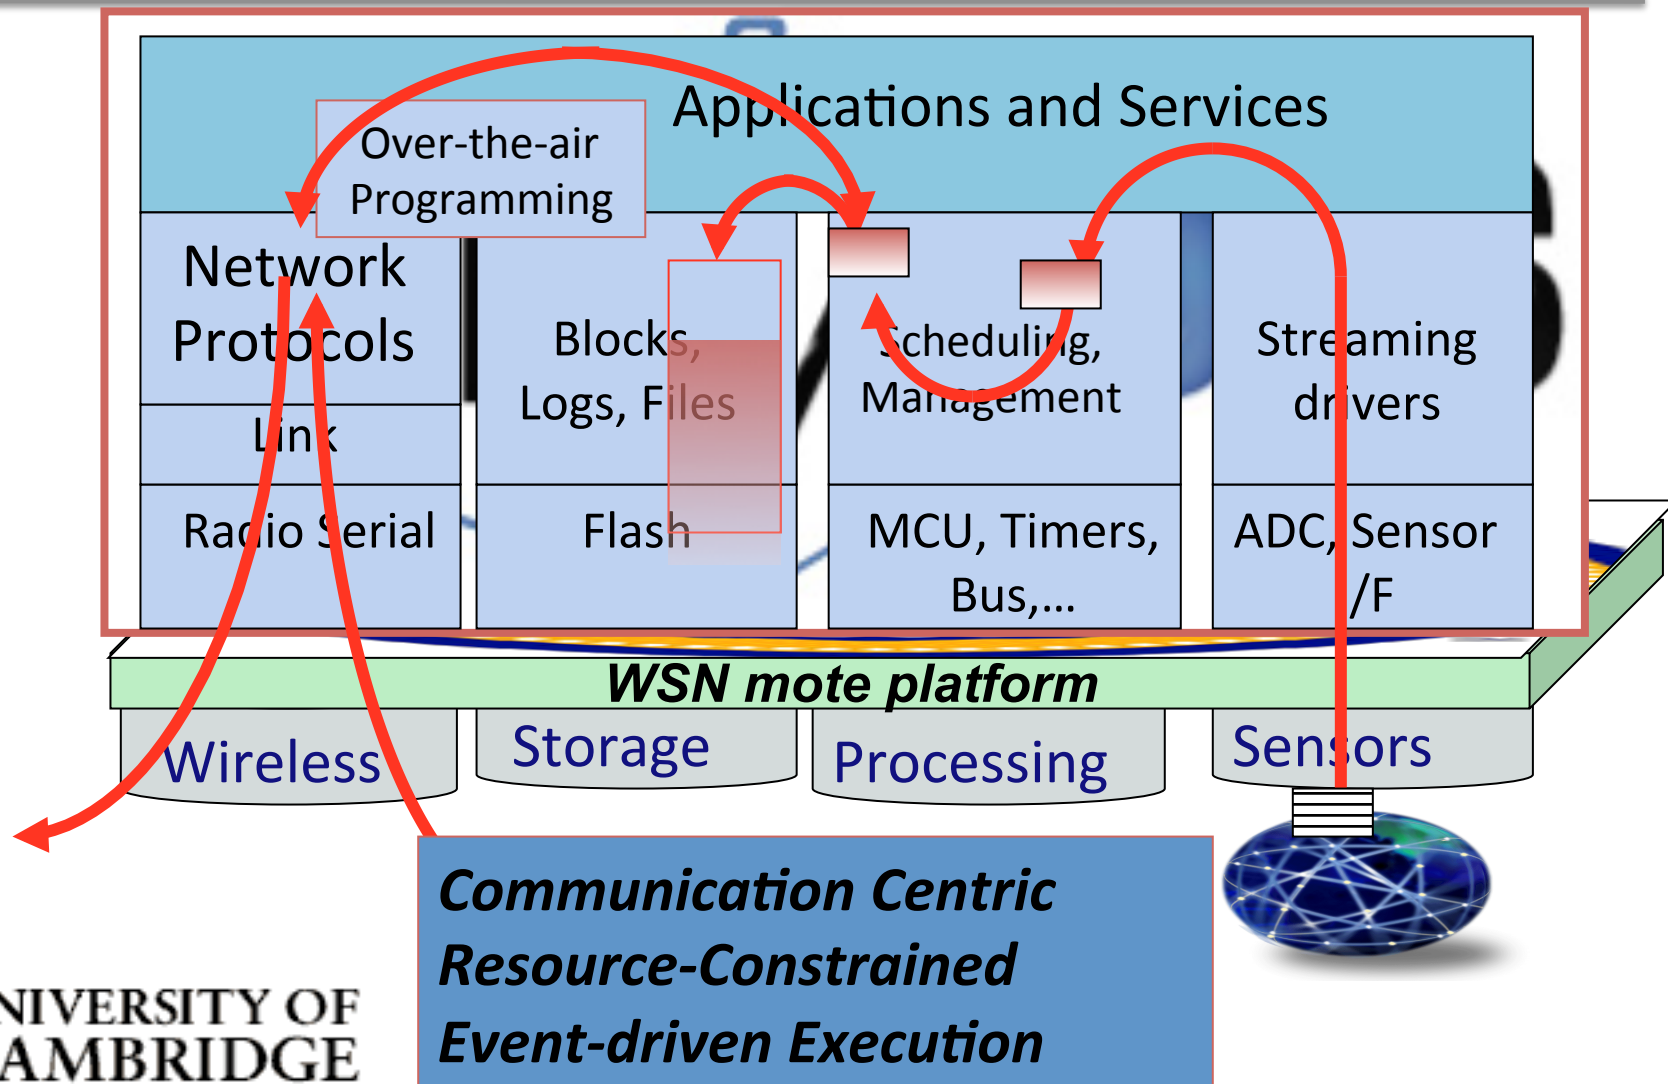 Applications and Services
Over-the-air
Programming
Network
Protocols
Link
Radio Serial
Blocks,
Logs, Files
Flash
Scheduling,
Management
MCU, Timers,
Bus,...
Streaming
drivers
ADC, Sensor
/F
WSN mote platform
Wireless
Storage
Processing
Sensors
Communication Centric
Resource-Constrained
Event-driven Execution
NIVERSITY OF
AMBRIDGE